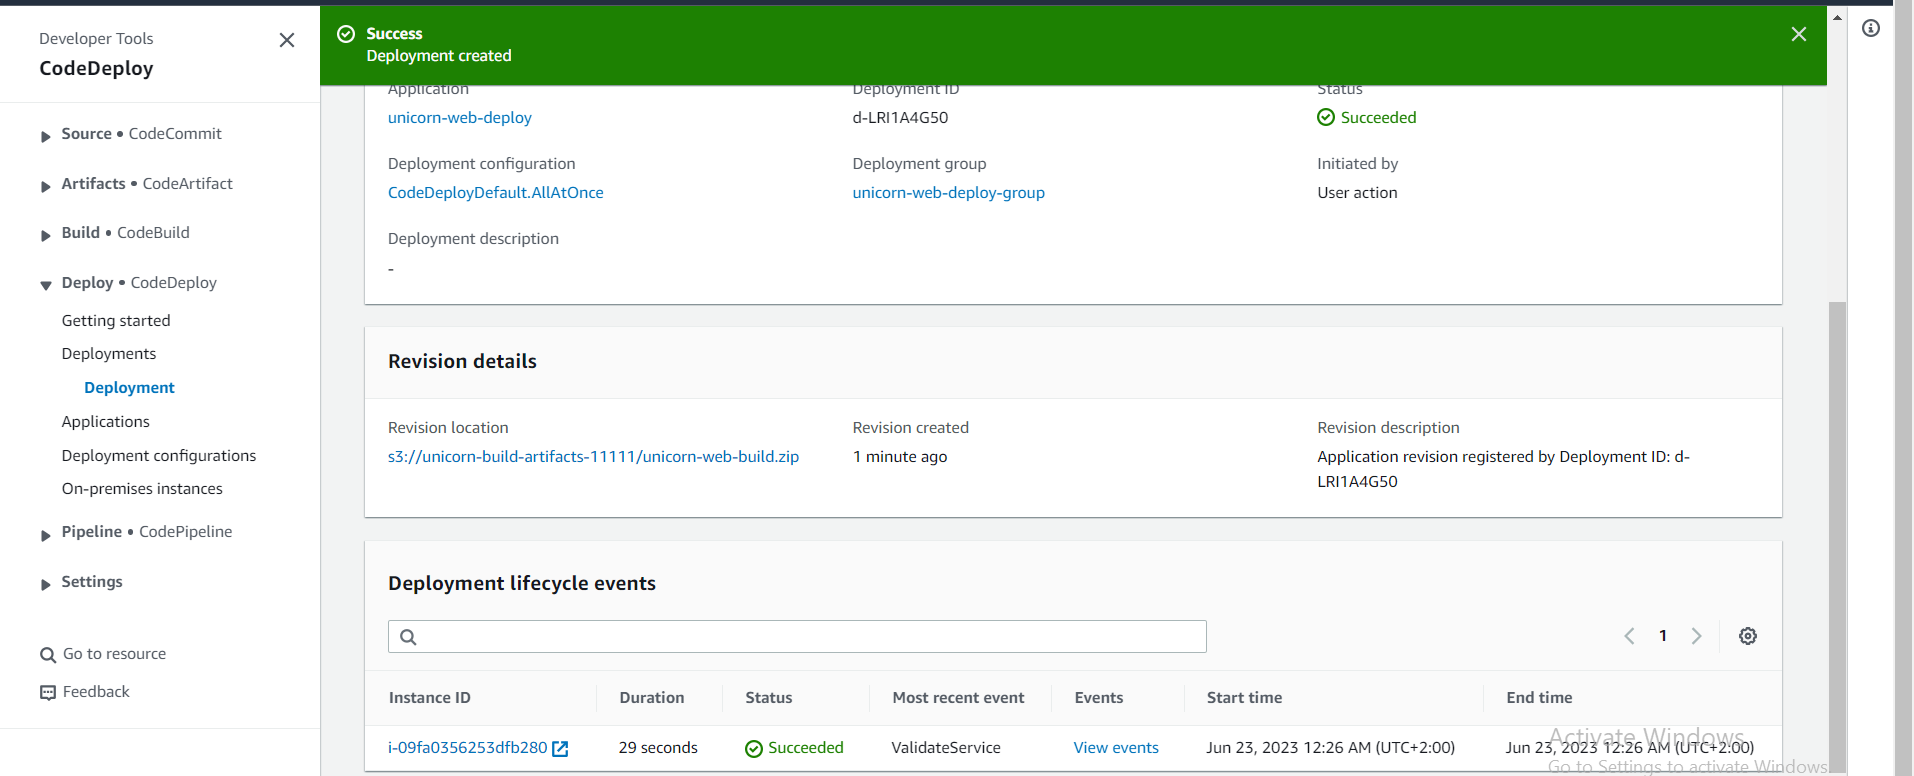 Developer Tools
CodeDeploy
Source • CodeCommit
Artifacts • CodeArtifact
Build • CodeBuild
Deploy • CodeDeploy
Getting started
Deployments
Deployment
Applications
Deployment configurations
On-premises instances
Pipeline • CodePipeline
Settings
Go to resource
Feedback
Success
Deployment created
Application
unicorn-web-deploy
Deployment ID
d-LRI1A4G50
Status
Succeeded
Deployment configuration
CodeDeployDefault.AllAtOnce
Deployment group
unicorn-web-deploy-group
Initiated by
User action
Deployment description
-
Revision details
Revision location
s3://unicorn-build-artifacts-11111/unicorn-web-build.zip
Revision created
1 minute ago
Revision description
Application revision registered by Deployment ID: d-
LRI1A4G50
Deployment lifecycle events
1
Instance ID Duration Status Most recent event Events Start time End time
i-09fa0356253dfb280 29 seconds Succeeded ValidateService View events Jun 23, 2023 12:26 AM (UTC+2:00) Jun 23, 2023 12:26 AM (UTC+2:00)
Activate Windows
Go to Settings to activate Windows